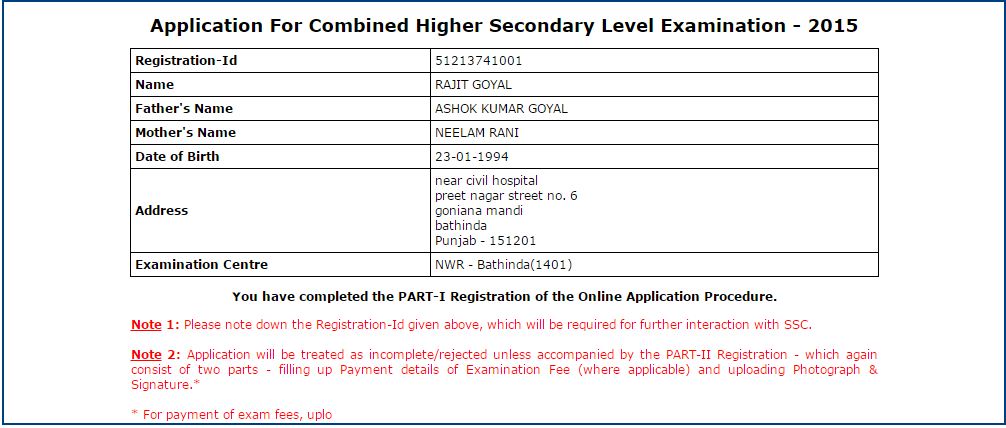 Application For Combined Higher Secondary Level Examination - 2015
Registration-Id 51213741001
Name RAJIT GOYAL
Father's Name ASHOK KUMAR GOYAL
Mother's Name NEELAM RANI
Date of Birth 23-01-1994
Address near civil hospital
preet nagar street no. 6
goniana mandi
bathinda
Punjab - 151201
Examination Centre NWR - Bathinda(1401)
You have completed the PART-I Registration of the Online Application Procedure.
Note 1: Please note down the Registration-Id given above, which will be required for further interaction with SSC.
Note 2: Application will be treated as incomplete/rejected unless accompanied by the PART-II Registration - which again
consist of two parts - filling up Payment details of Examination Fee (where applicable) and uploading Photograph &
Signature.*
* For payment of exam fees, uplo